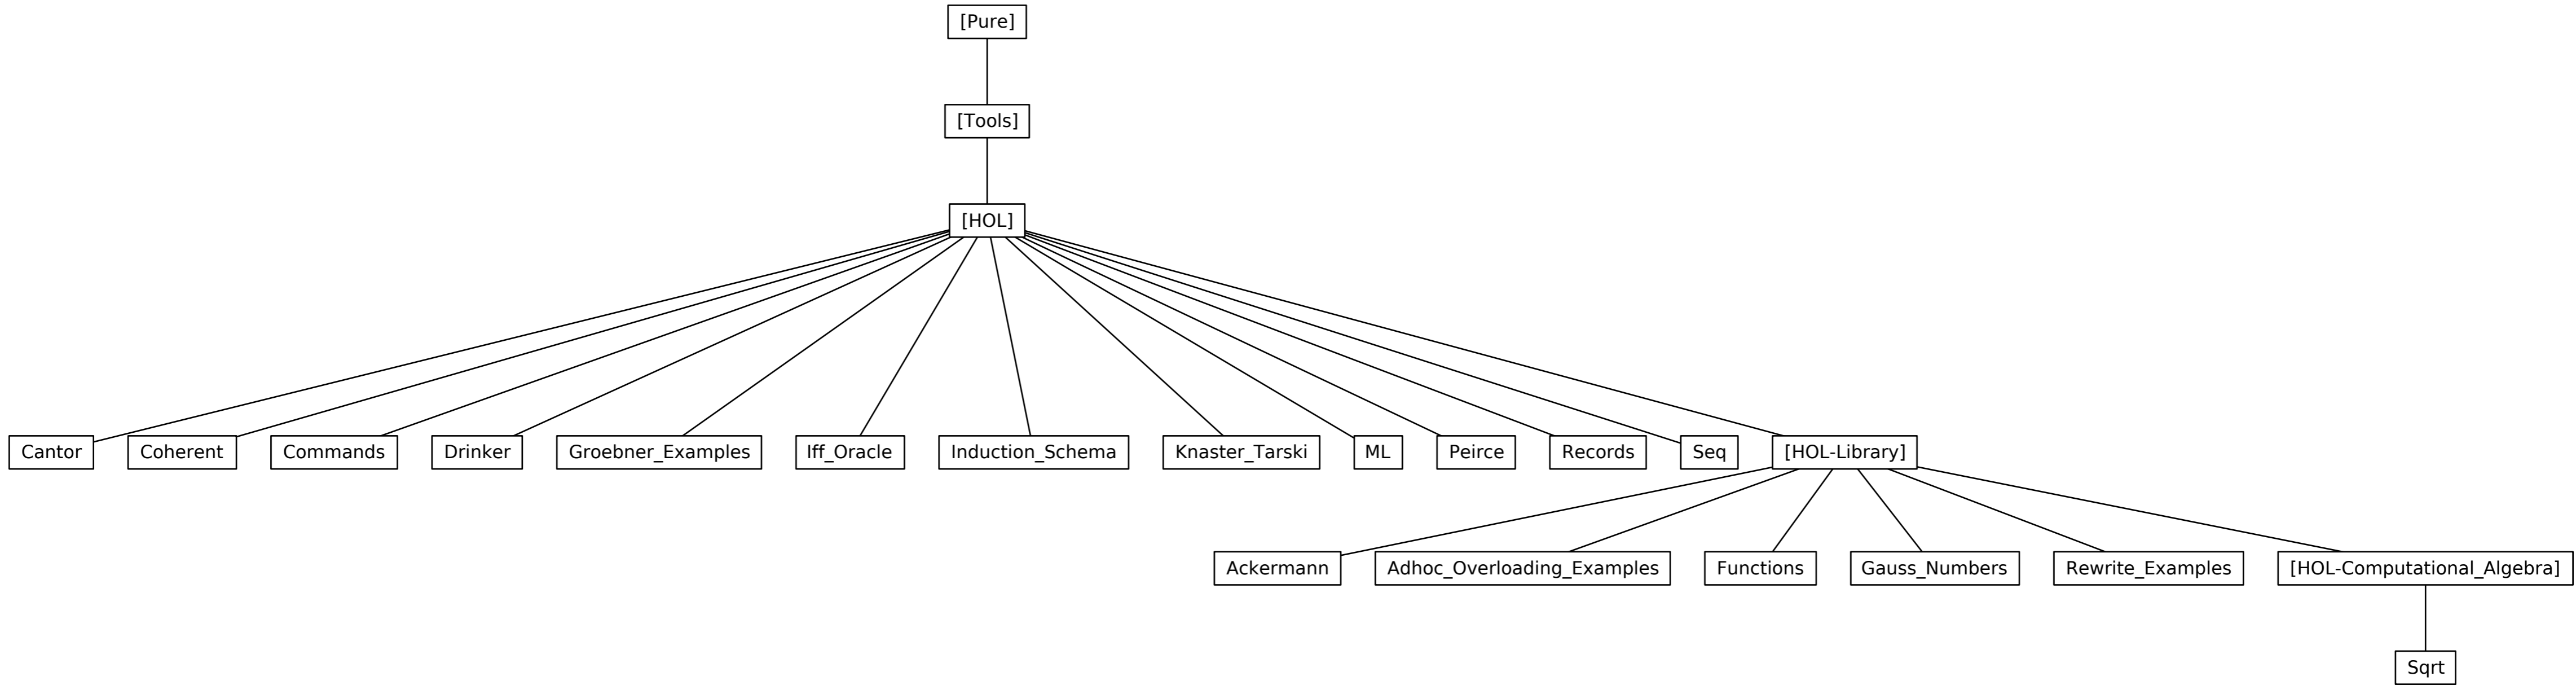 [Pure]
[Tools]
[HOL]
Cantor Coherent Commands Drinker Groebner_Examples Iff_Oracle Induction_Schema Knaster_Tarski ML Peirce Records Seq [HOL-Library]
Ackermann Adhoc_Overloading_Examples Functions Gauss_Numbers Rewrite_Examples [HOL-Computational_Algebra]
Sqrt